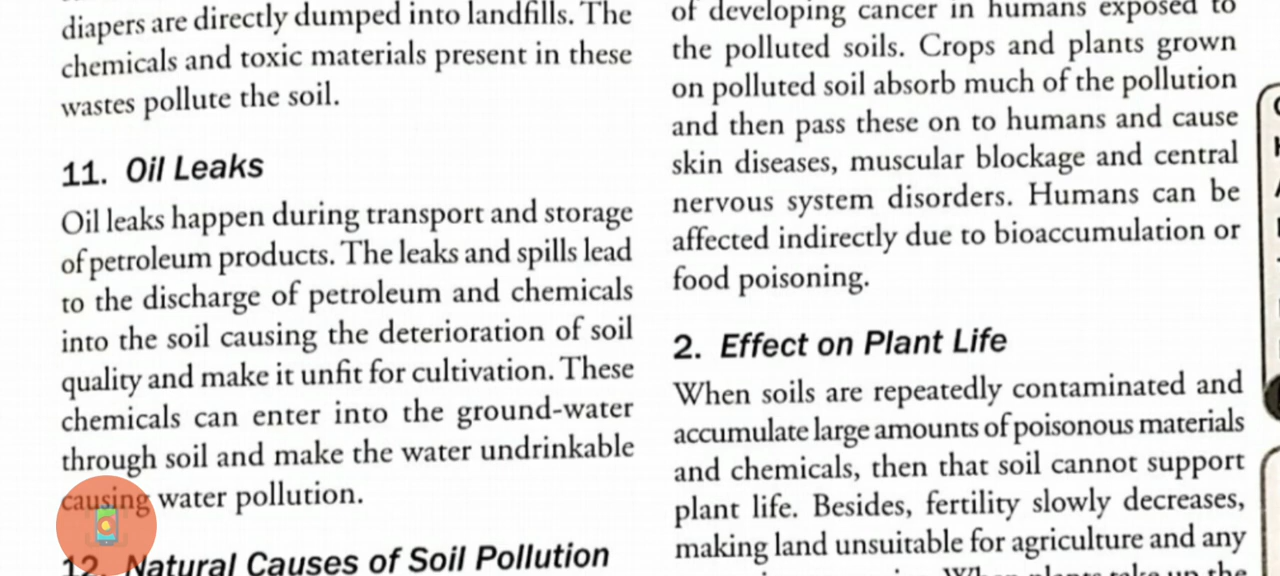 diapers are directly dumped into landfills. The
chemicals and toxic materials present in these
wastes pollute the soil.
11. Oil Leaks
Oil leaks happen during transport and storage
of petroleum products. The leaks and spills lead
to the discharge of petroleum and chemicals
into the soil causing the deterioration of soil
quality and make it unfit for cultivation. These
chemicals can enter into the ground-water
through soil and make the water undrinkable
causing water pollution.
12. Natural Causes of Soil Pollution
of developing cancer in humans exposed to
the polluted soils. Crops and plants grown
on polluted soil absorb much of the pollution
and then pass these on to humans and cause
skin diseases, muscular blockage and central
nervous system disorders. Humans can be
affected indirectly due to bioaccumulation or
food poisoning.
2. Effect on Plant Life
When soils are repeatedly contaminated and
accumulate large amounts of poisonous materials
and chemicals, then that soil cannot support
plant life. Besides, fertility slowly decreases,
making land unsuitable for agriculture and any